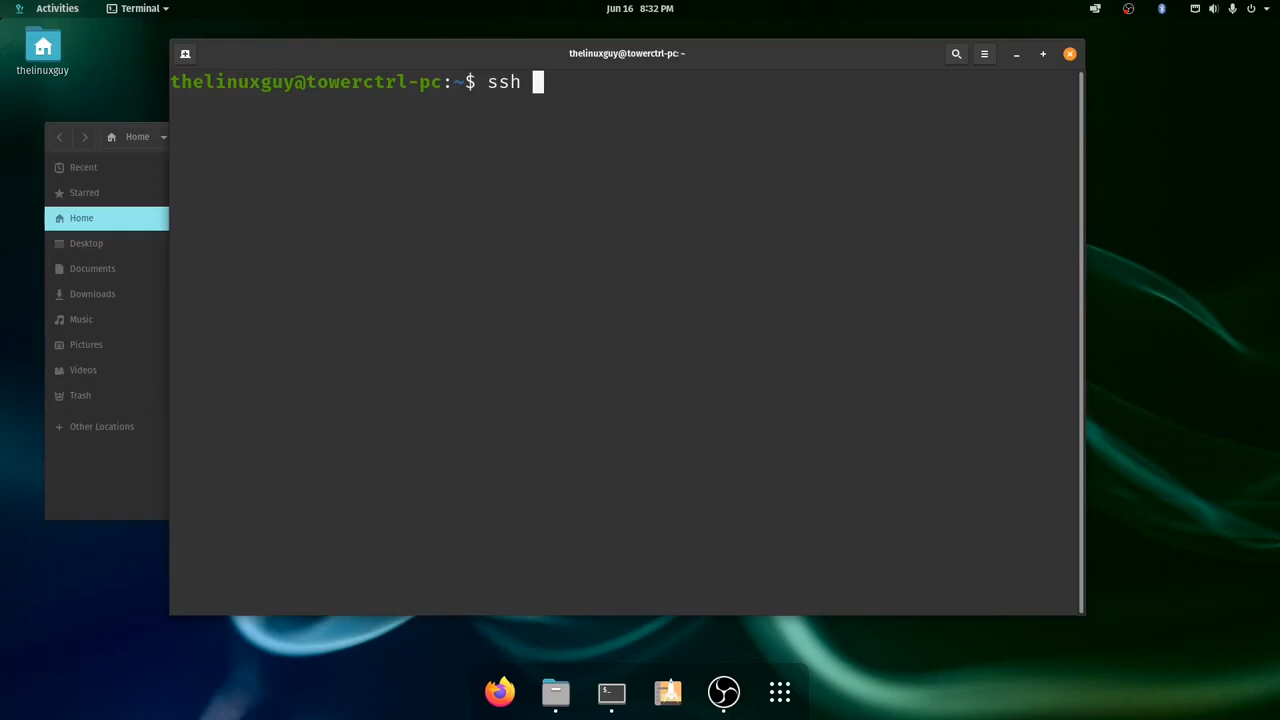 Activities
Terminal
Jun 16 8:32 PM
thelinuxguy
thelinuxguy@towerctrl-pc: ~
thelinuxguy@towerctrl-pc:~$ ssh
Home
Recent
Starred
Home
Desktop
Documents
Downloads
Music
Pictures
Videos
Trash
+ Other Locations
$_